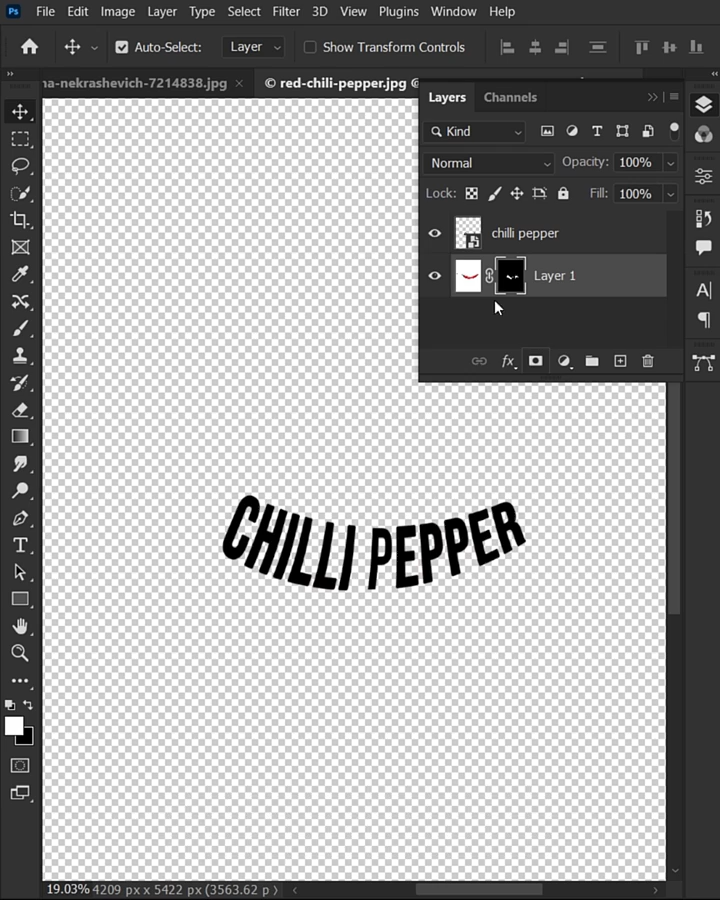 Ps File Edit Image Layer Type Select Filter 3D View Plugins Window Help
Auto-Select: Layer Show Transform Controls
na-nekrashevich-7214838.jpg × © red-chili-pepper.jpg @
Layers Channels
Kind
Normal Opacity: 100%
Lock: Fill: 100%
chilli pepper
Layer 1
fx
CHILLI PEPPER
19.03% 4209 px x 5422 px (3563.62 p